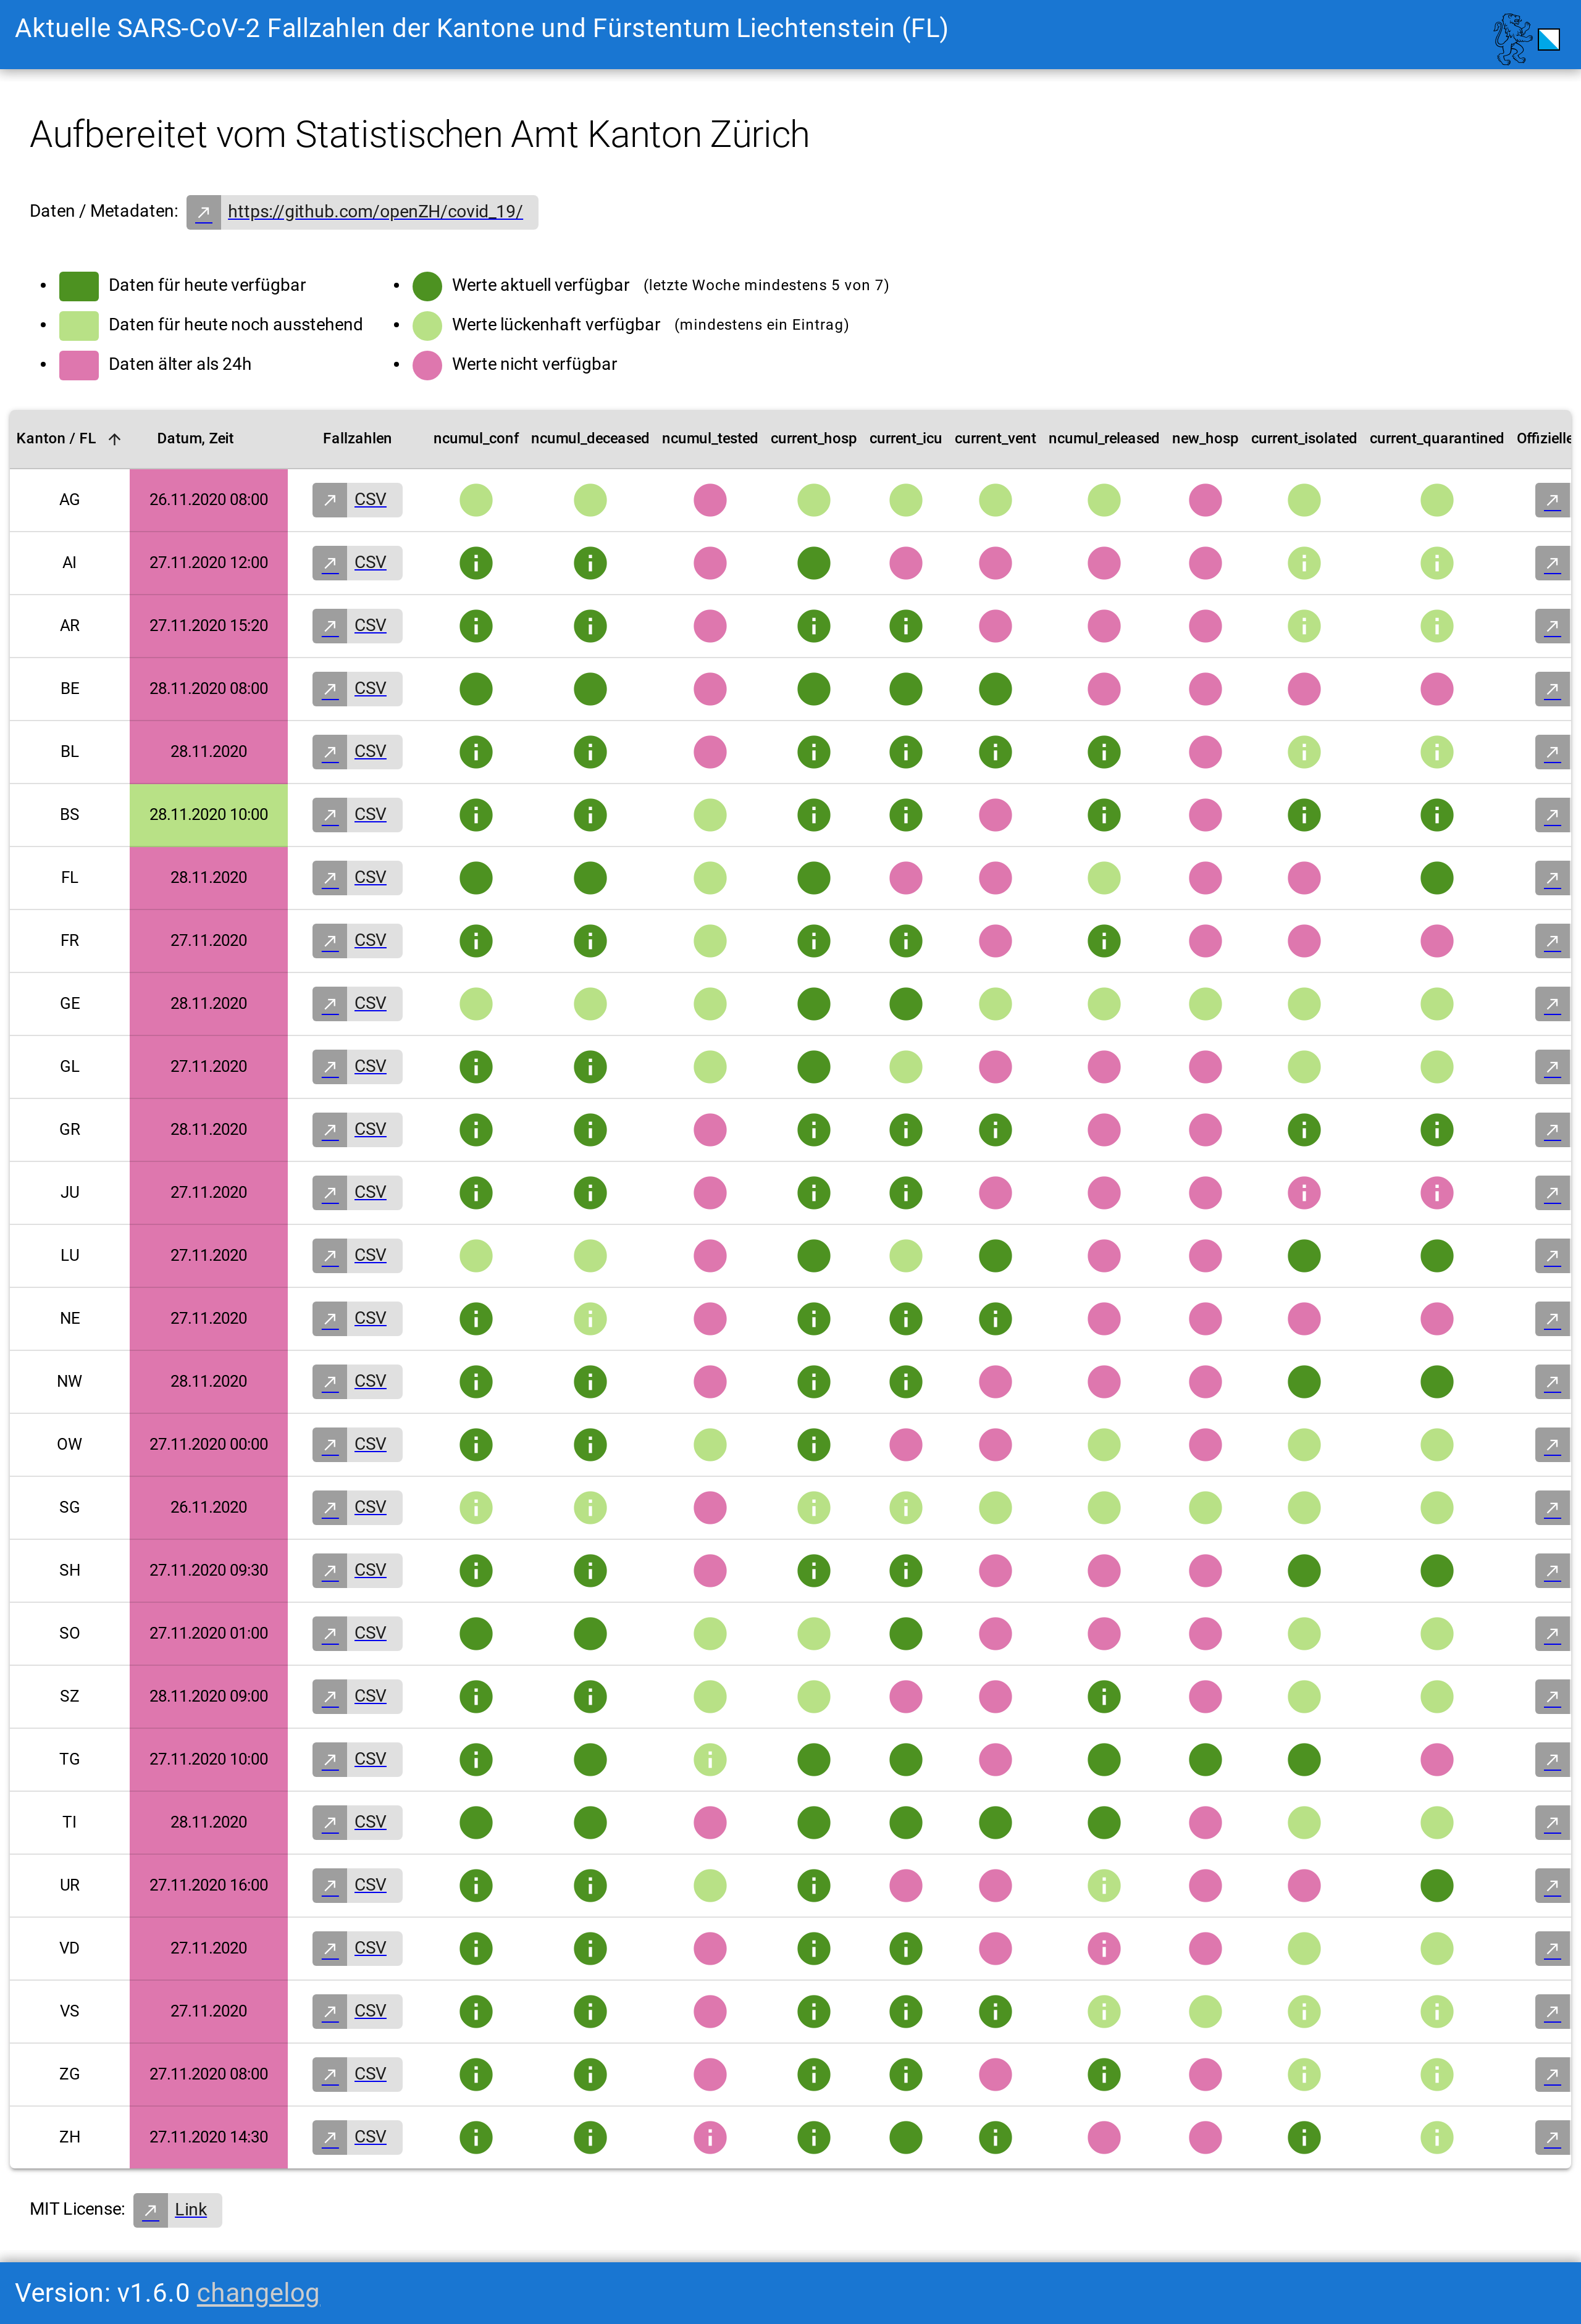 Aktuelle SARS-CoV-2 Fallzahlen der Kantone und Fürstentum Liechtenstein (FL)
Aufbereitet vom Statistischen Amt Kanton Zürich
Daten / Metadaten: https://github.com/openZH/covid_19/
Daten für heute verfügbar
Daten für heute noch ausstehend
Daten älter als 24h
Werte aktuell verfügbar (letzte Woche mindestens 5 von 7)
Werte lückenhaft verfügbar (mindestens ein Eintrag)
Werte nicht verfügbar
Kanton / FL Datum, Zeit Fallzahlen ncumul_conf ncumul_deceased ncumul_tested current_hosp current_icu current_vent ncumul_released new_hosp current_isolated current_quarantined Offizielle
AG 26.11.2020 08:00 CSV
AI 27.11.2020 12:00 CSV
AR 27.11.2020 15:20 CSV
BE 28.11.2020 08:00 CSV
BL 28.11.2020 CSV
BS 28.11.2020 10:00 CSV
FL 28.11.2020 CSV
FR 27.11.2020 CSV
GE 28.11.2020 CSV
GL 27.11.2020 CSV
GR 28.11.2020 CSV
JU 27.11.2020 CSV
LU 27.11.2020 CSV
NE 27.11.2020 CSV
NW 28.11.2020 CSV
OW 27.11.2020 00:00 CSV
SG 26.11.2020 CSV
SH 27.11.2020 09:30 CSV
SO 27.11.2020 01:00 CSV
SZ 28.11.2020 09:00 CSV
TG 27.11.2020 10:00 CSV
TI 28.11.2020 CSV
UR 27.11.2020 16:00 CSV
VD 27.11.2020 CSV
VS 27.11.2020 CSV
ZG 27.11.2020 08:00 CSV
ZH 27.11.2020 14:30 CSV
MIT License: Link
Version: v1.6.0 changelog